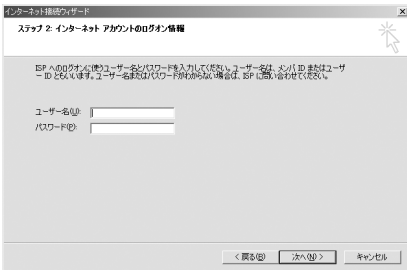 インターネット接続ウィザード
ステップ 2: インターネット アカウントのログオン情報
ISP へのログオンに使うユーザー名とパスワードを入力してください。ユーザー名は、メンバ ID またはユーザ
ー ID ともいいます。ユーザー名またはパスワードがわからない場合は、ISP に問い合わせてください。
ユーザー名(U):
パスワード(P):
< 戻る(B)
次へ(N) >
キャンセル